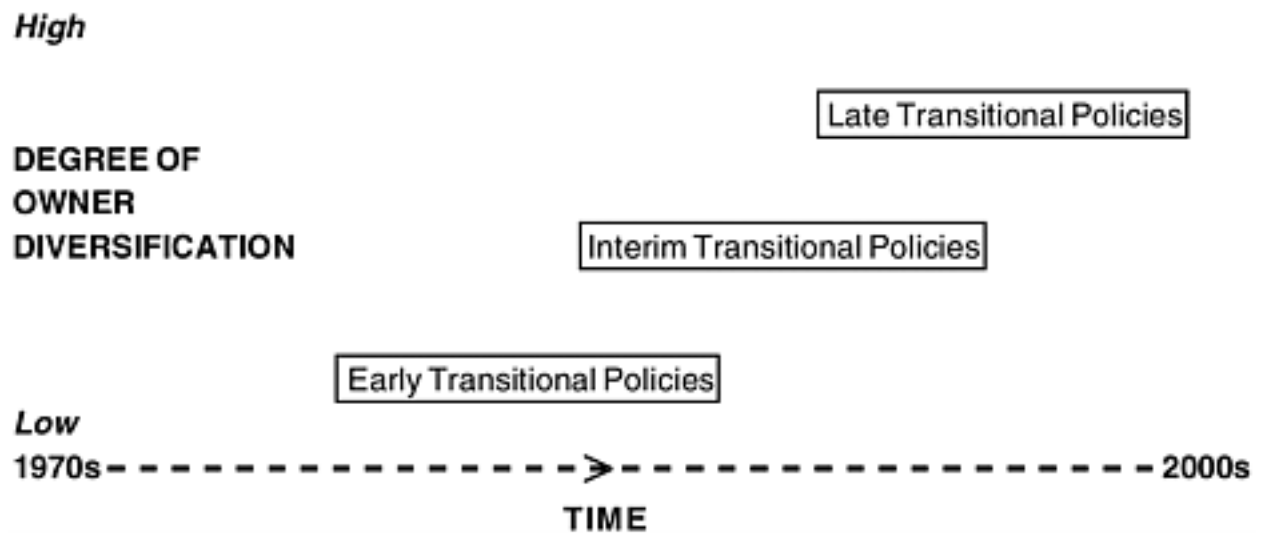 High
Late Transitional Policies
DEGREE OF
OWNER
DIVERSIFICATION
Interim Transitional Policies
Early Transitional Policies
Low
1970s
2000s
TIME